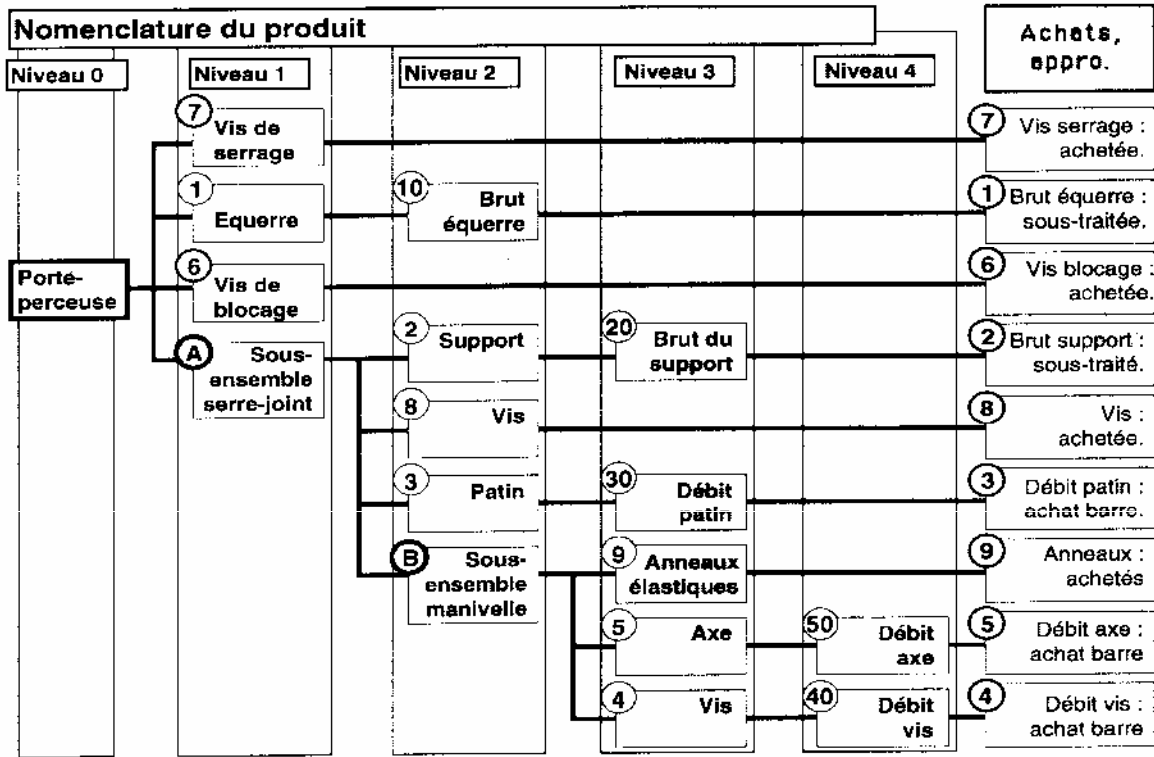 Nomenclature du produit
Achats,
appro.
Niveau 0
Niveau 1
Niveau 2
Niveau 3
Niveau 4
7
Vis de
serrage
7
Vis serrage :
achetée.
1
Equerre
10
Brut
équerre
1
Brut équerre :
sous-traitée.
Porte-
perceuse
6
Vis de
blocage
6
Vis blocage :
achetée.
A
Sous-
ensemble
serre-joint
2
Support
20
Brut du
support
2
Brut support :
sous-traité.
8
Vis
8
Vis :
achetée.
3
Patin
30
Débit
patin
3
Débit patin :
achat barre.
B
Sous-
ensemble
manivelle
9
Anneaux
élastiques
9
Anneaux :
achetés
5
Axe
50
Débit
axe
5
Débit axe :
achat barre
4
Vis
40
Débit
vis
4
Débit vis :
achat barre